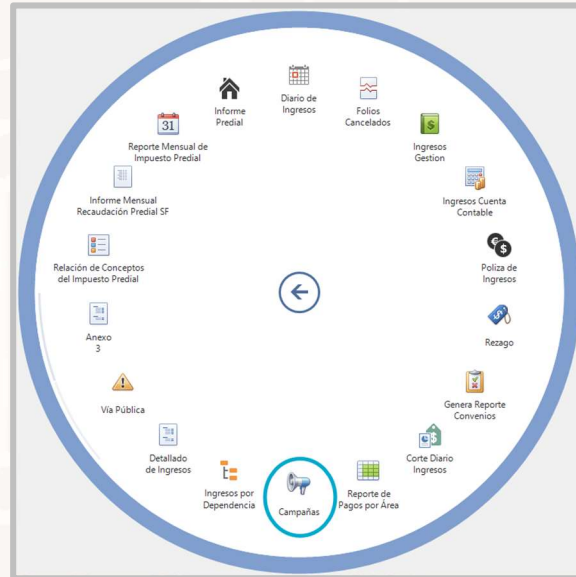 Diario de
Ingresos
Folios
Cancelados
Ingresos
Gestion
Ingresos Cuenta
Contable
Poliza de
Ingresos
Rezago
Genera Reporte
Convenios
Corte Diario
Ingresos
Reporte de
Pagos por Área
Campañas
Ingresos por
Dependencia
Detallado
de Ingresos
Vía Pública
Anexo
3
Relación de Conceptos
del Impuesto Predial
Informe Mensual
Recaudación Predial SF
31
Reporte Mensual de
Impuesto Predial
Informe
Predial